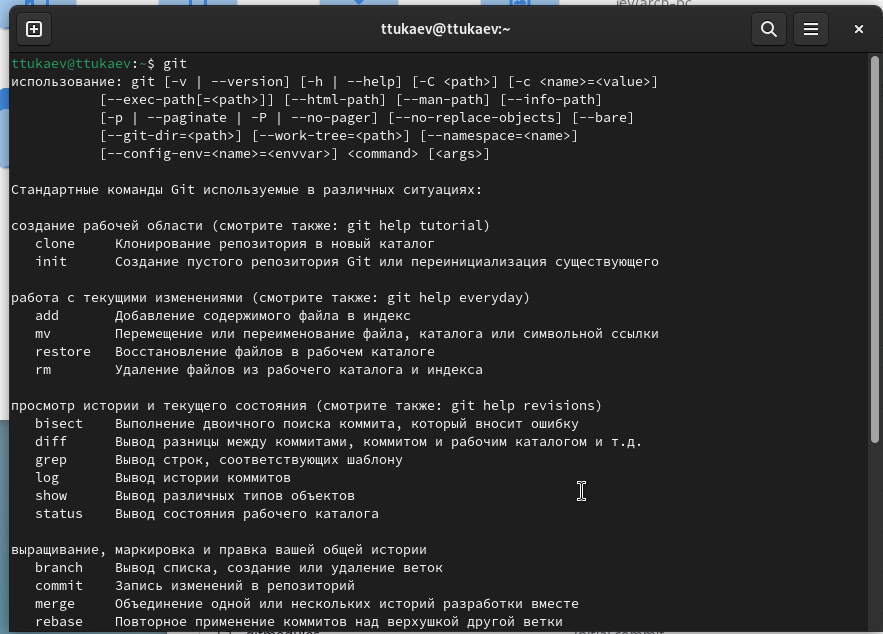 ev/arch-pc
ttukaev@ttukaev:~
ttukaev@ttukaev:~$ git
использование: git [-v | --version] [-h | --help] [-C <path>] [-c <name>=<value>]
[--exec-path[=<path>]] [--html-path] [--man-path] [--info-path]
[-p | --paginate | -P | --no-pager] [--no-replace-objects] [--bare]
[--git-dir=<path>] [--work-tree=<path>] [--namespace=<name>]
[--config-env=<name>=<envvar>] <command> [<args>]
Стандартные команды Git используемые в различных ситуациях:
создание рабочей области (смотрите также: git help tutorial)
clone Клонирование репозитория в новый каталог
init Создание пустого репозитория Git или переинициализация существующего
работа с текущими изменениями (смотрите также: git help everyday)
add Добавление содержимого файла в индекс
mv Перемещение или переименование файла, каталога или символьной ссылки
restore Восстановление файлов в рабочем каталоге
rm Удаление файлов из рабочего каталога и индекса
просмотр истории и текущего состояния (смотрите также: git help revisions)
bisect Выполнение двоичного поиска коммита, который вносит ошибку
diff Вывод разницы между коммитами, коммитом и рабочим каталогом и т.д.
grep Вывод строк, соответствующих шаблону
log Вывод истории коммитов
show Вывод различных типов объектов
status Вывод состояния рабочего каталога
выращивание, маркировка и правка вашей общей истории
branch Вывод списка, создание или удаление веток
commit Запись изменений в репозиторий
merge Объединение одной или нескольких историй разработки вместе
rebase Повторное применение коммитов над верхушкой другой ветки